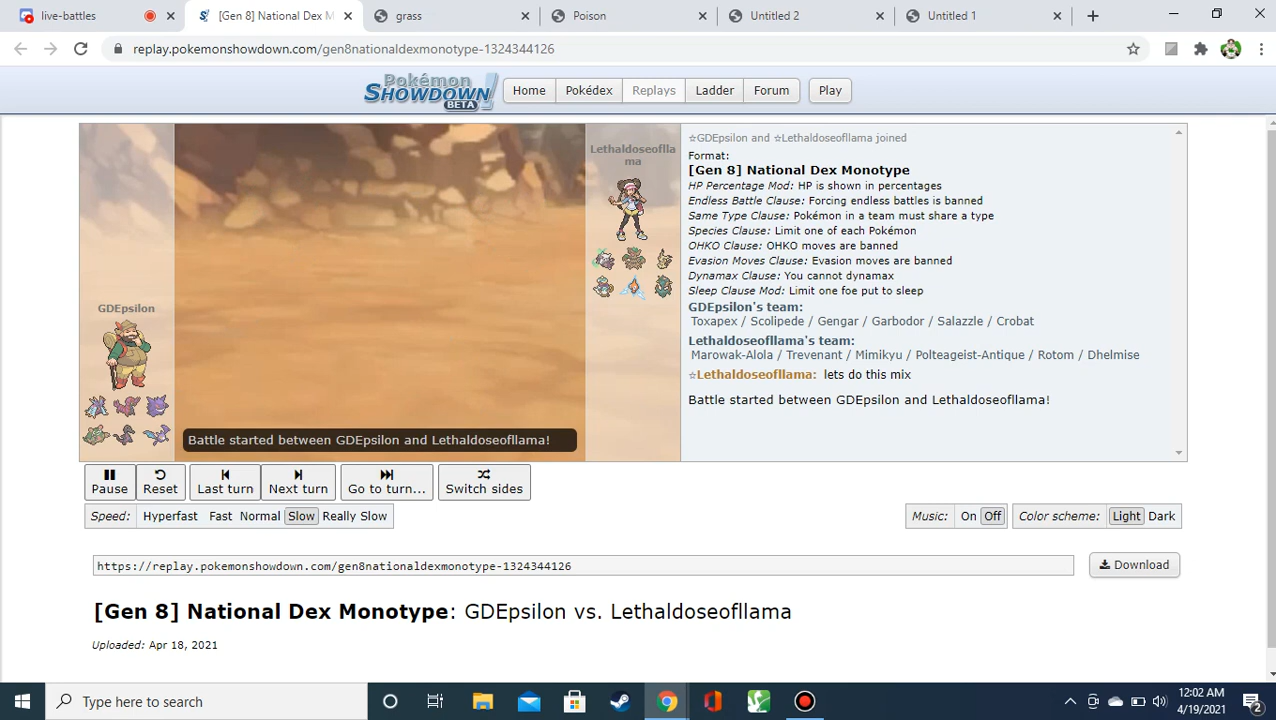 live-battles
[Gen 8] National Dex M
grass
Poison
Untitled 2
Untitled 1
replay.pokemonshowdown.com/gen8nationaldexmonotype-1324344126
Pokémon
SHOWDOWN!
BETA
Home
Pokédex
Replays
Ladder
Forum
Play
GDEpsilon
Battle started between GDEpsilon and Lethaldoseofllama!
Lethaldoseoflla
ma
☆GDEpsilon and ☆Lethaldoseofllama joined
Format:
[Gen 8] National Dex Monotype
HP Percentage Mod: HP is shown in percentages
Endless Battle Clause: Forcing endless battles is banned
Same Type Clause: Pokémon in a team must share a type
Species Clause: Limit one of each Pokémon
OHKO Clause: OHKO moves are banned
Evasion Moves Clause: Evasion moves are banned
Dynamax Clause: You cannot dynamax
Sleep Clause Mod: Limit one foe put to sleep
GDEpsilon's team:
Toxapex / Scolipede / Gengar / Garbodor / Salazzle / Crobat
Lethaldoseofllama's team:
Marowak-Alola / Trevenant / Mimikyu / Polteageist-Antique / Rotom / Dhelmise
☆Lethaldoseofllama: lets do this mix
Battle started between GDEpsilon and Lethaldoseofllama!
Pause
Reset
Last turn
Next turn
Go to turn...
Switch sides
Speed: Hyperfast Fast Normal Slow Really Slow
Music: On Off
Color scheme: Light Dark
https://replay.pokemonshowdown.com/gen8nationaldexmonotype-1324344126
Download
[Gen 8] National Dex Monotype: GDEpsilon vs. Lethaldoseofllama
Uploaded: Apr 18, 2021
Type here to search
12:02 AM
4/19/2021
2